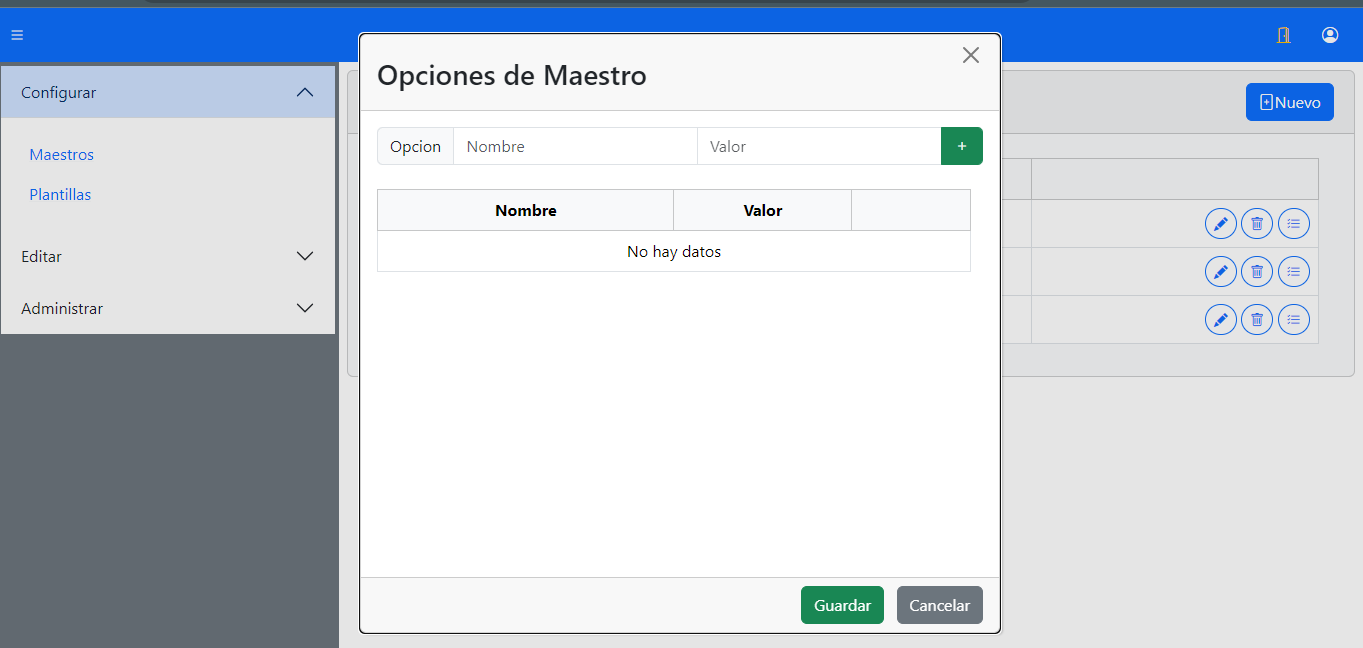 Opciones de Maestro
Configurar
Nuevo
Opcion Nombre Valor +
Maestros
Plantillas
Nombre Valor
No hay datos
Editar
Administrar
Guardar Cancelar